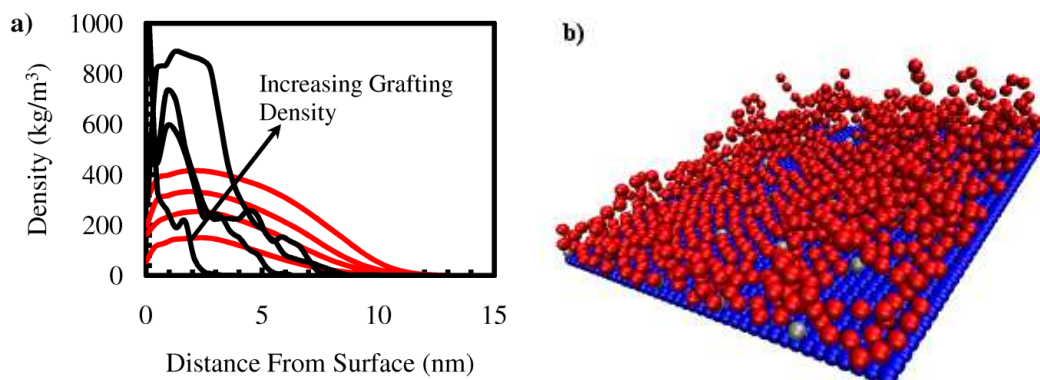 a)
1000
800
600
400
200
0
Density (kg/m³)
Increasing Grafting
Density
0 5 10 15
Distance From Surface (nm)
b)